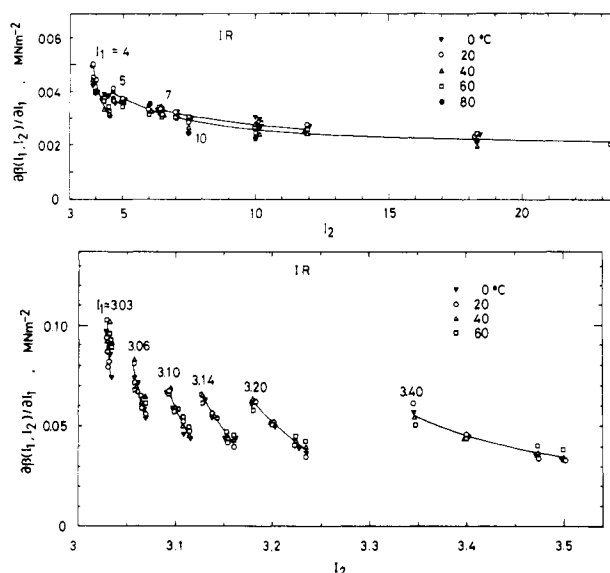 IR
I₁ = 4
5
7
10
▼ 0 °C
○ 20
▲ 40
□ 60
● 80
∂β(I₁, I₂)/∂I₁ , MNm⁻²
0.06
0.04
0.02
0
3 5 10 15 20
I₂
IR
I₁=3.03
3.06
3.10
3.14
3.20
3.40
▼ 0 °C
○ 20
▲ 40
□ 60
∂β(I₁, I₂)/∂I₁ , MNm⁻²
0.10
0.05
0
3 3.1 3.2 3.3 3.4 3.5
I₂